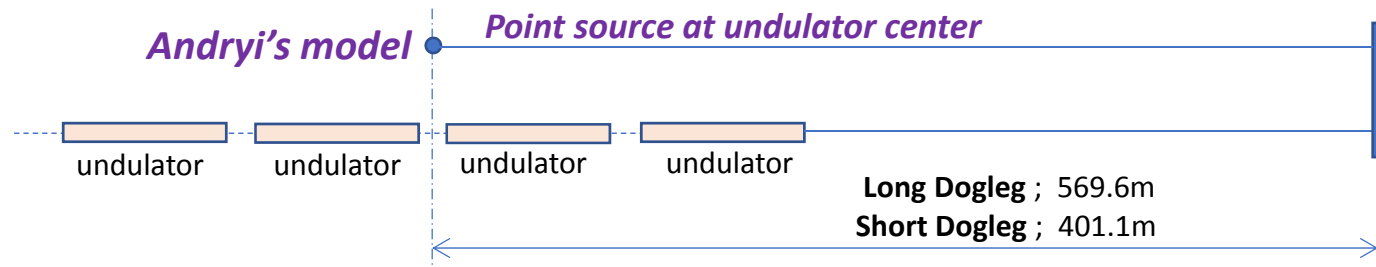 Point source at undulator center
Andryi's model
undulator undulator undulator undulator
Long Dogleg ; 569.6m
Short Dogleg ; 401.1m